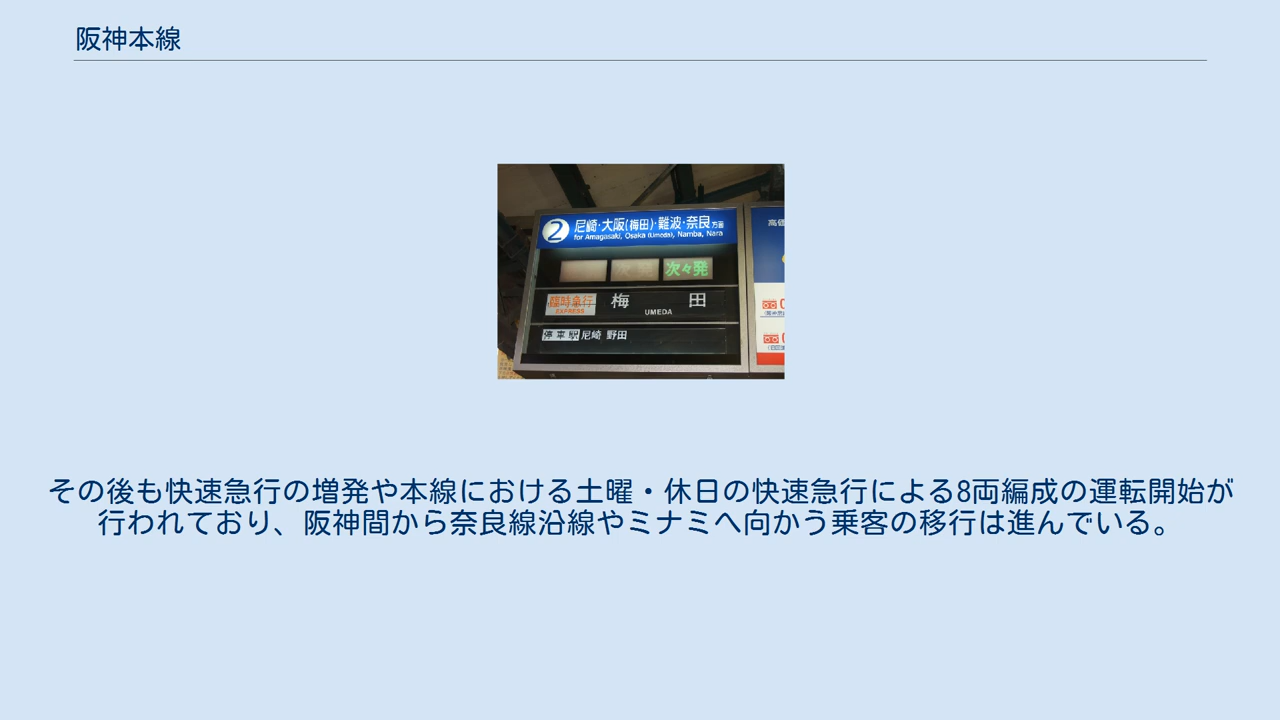 阪神本線
2 尼崎・大阪(梅田)・難波・奈良方面
for Amagasaki, Osaka (Umeda), Namba, Nara
高価
次発 次々発
臨時急行 梅田
EXPRESS UMEDA
停車駅 尼崎 野田
その後も快速急行の増発や本線における土曜・休日の快速急行による8両編成の運転開始が
行われており、阪神間から奈良線沿線やミナミへ向かう乗客の移行は進んでいる。